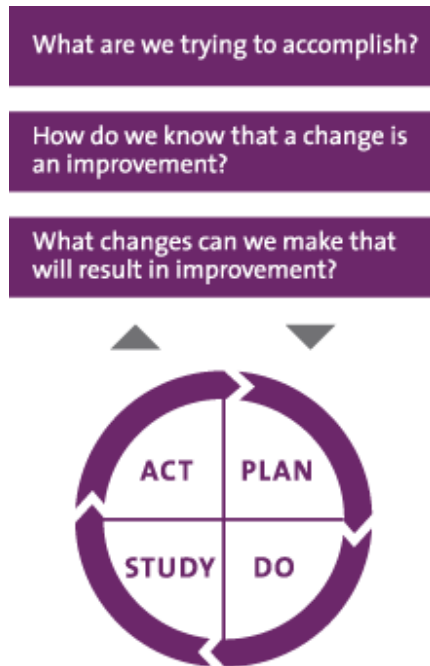 What are we trying to accomplish?
How do we know that a change is
an improvement?
What changes can we make that
will result in improvement?
ACT PLAN
STUDY DO